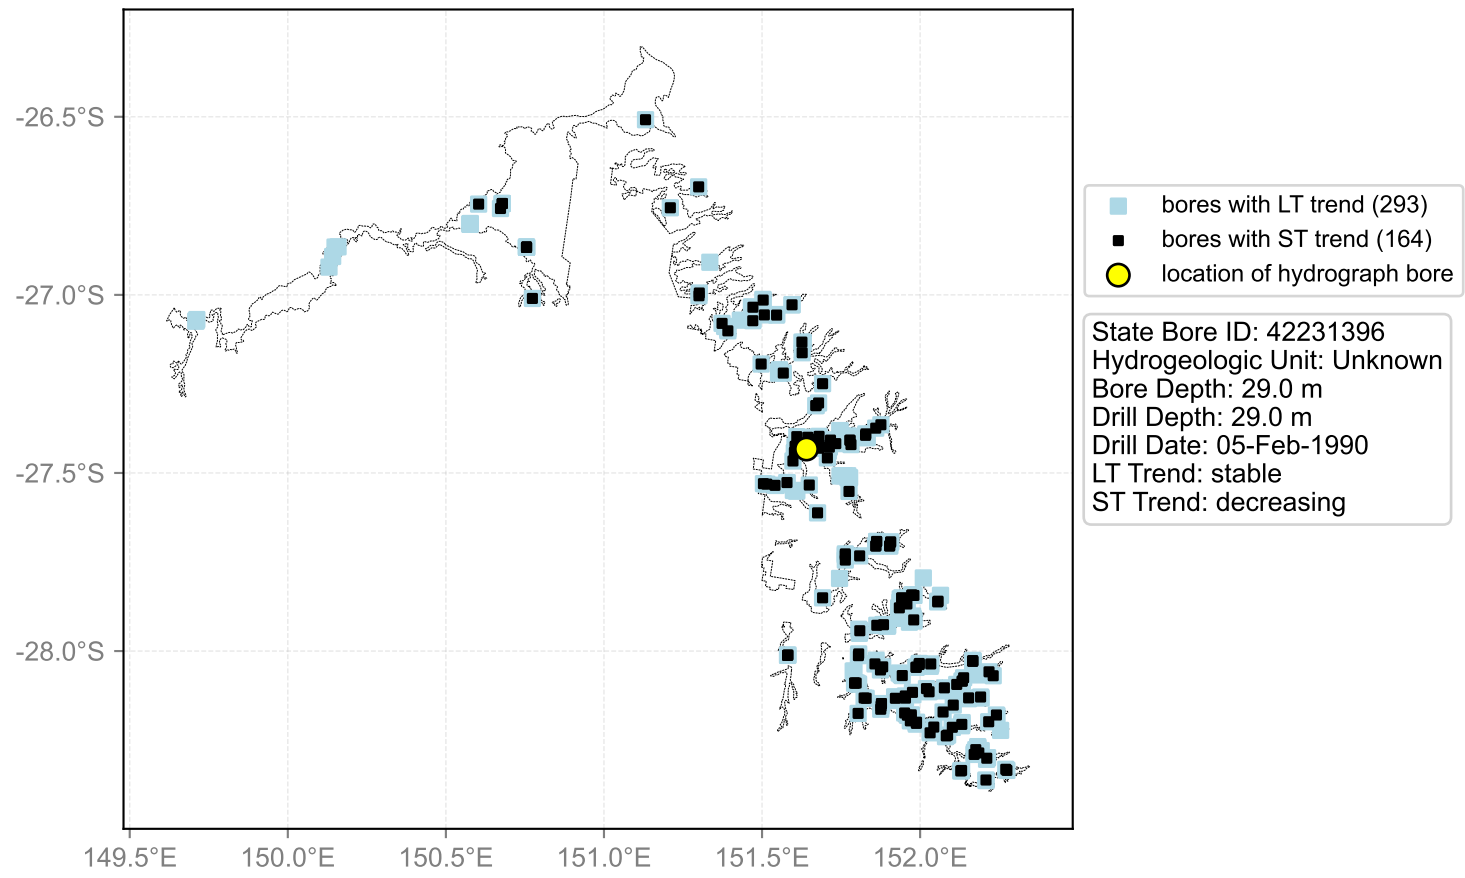 -26.5°S
-27.0°S
-27.5°S
-28.0°S
149.5°E
150.0°E
150.5°E
151.0°E
151.5°E
152.0°E
bores with LT trend (293)
bores with ST trend (164)
location of hydrograph bore
State Bore ID: 42231396
Hydrogeologic Unit: Unknown
Bore Depth: 29.0 m
Drill Depth: 29.0 m
Drill Date: 05-Feb-1990
LT Trend: stable
ST Trend: decreasing